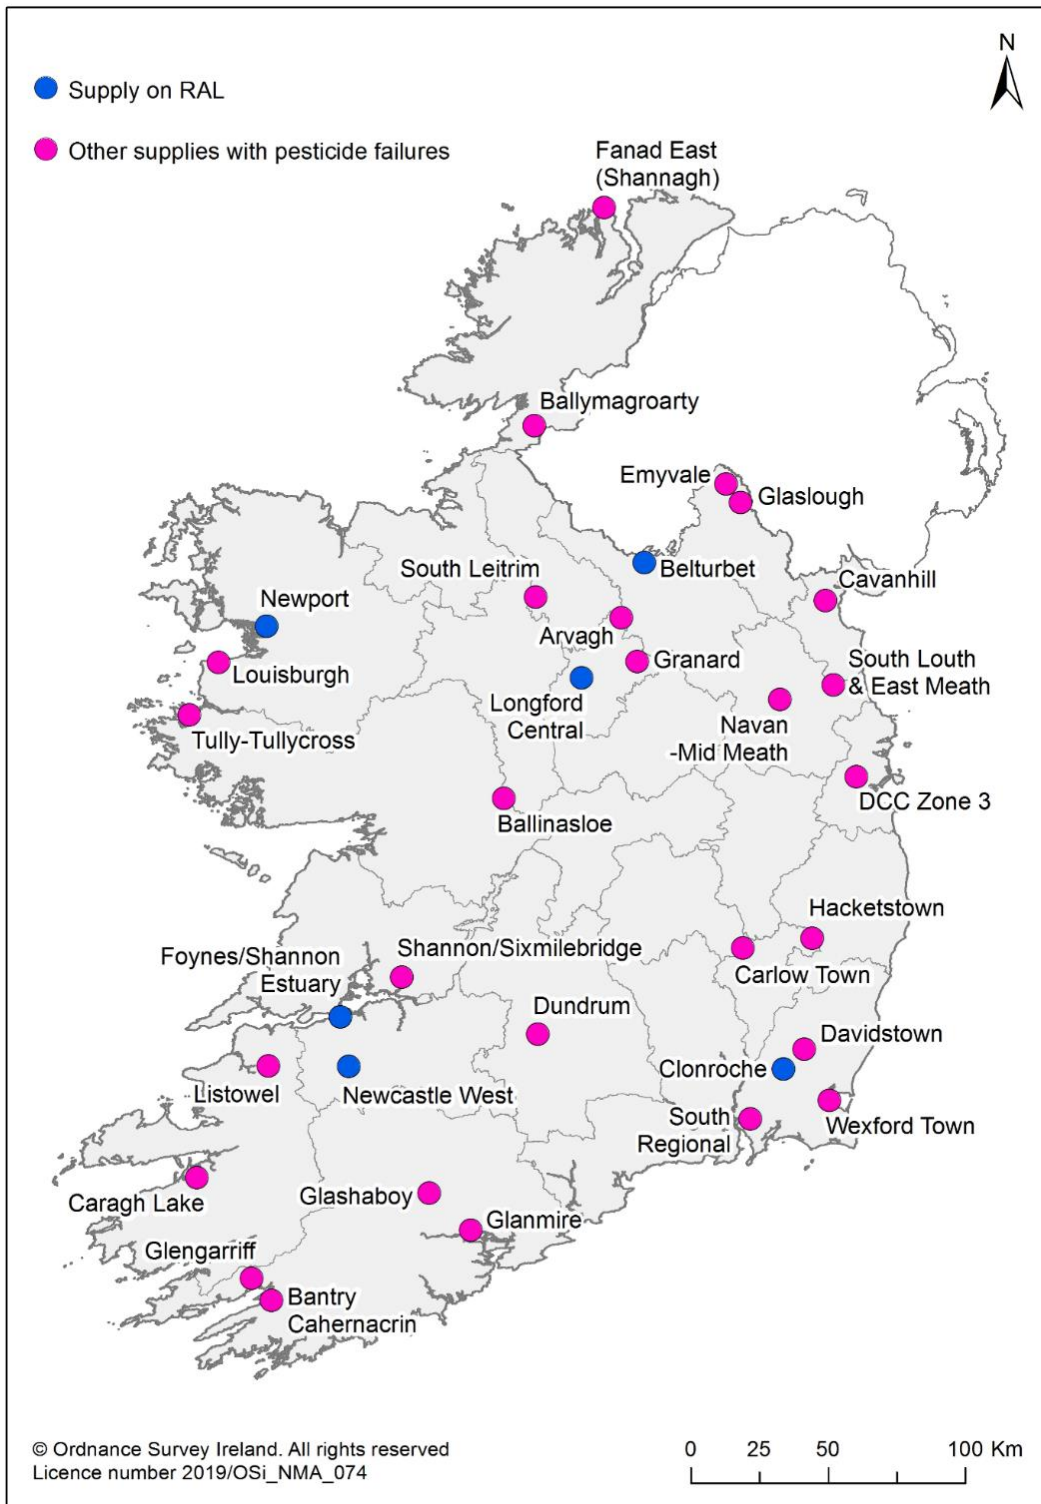 N
Supply on RAL
Other supplies with pesticide failures
Fanad East
(Shannagh)
Ballymagroarty
Emyvale
Glaslough
Belturbet
South Leitrim
Cavanhill
Newport
Arvagh
Granard
South Louth
& East Meath
Louisburgh
Longford
Central
Navan
-Mid Meath
Tully-Tullycross
DCC Zone 3
Ballinasloe
Hacketstown
Foynes/Shannon
Estuary
Shannon/Sixmilebridge
Carlow Town
Dundrum
Davidstown
Clonroche
Listowel
Newcastle West
South
Regional
Wexford Town
Caragh Lake
Glashaboy
Glanmire
Glengarriff
Bantry
Cahernacrin
© Ordnance Survey Ireland. All rights reserved
Licence number 2019/OSi_NMA_074
0 25 50 100 Km